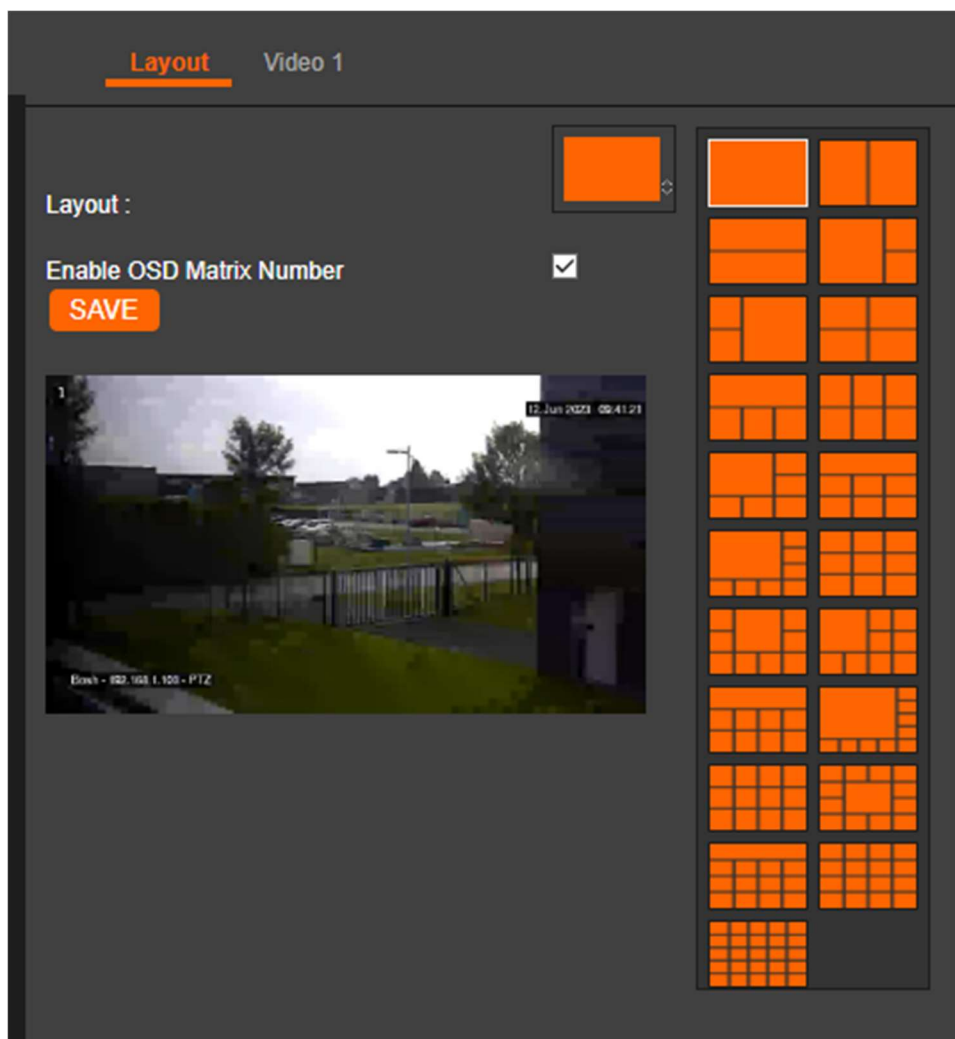 Layout
Video 1
Layout :
Enable OSD Matrix Number
SAVE
1
12. Jun 2023 09:41:21
Bosh - 192.168.1.100 - PTZ